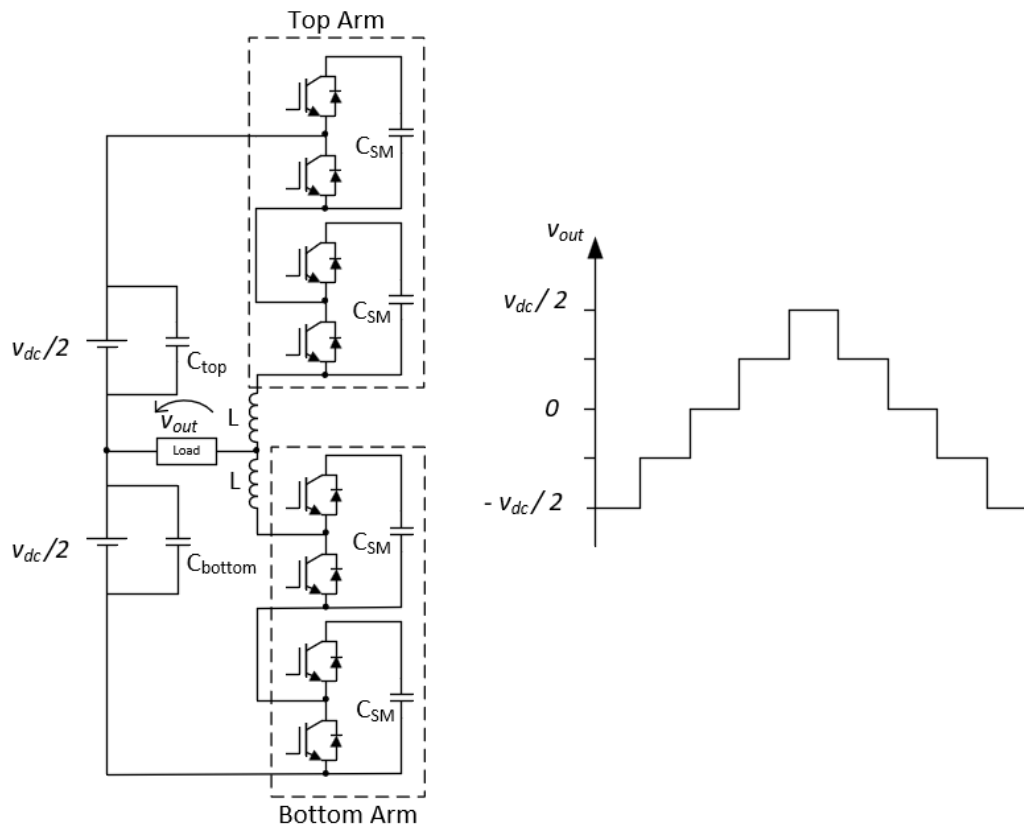 Top Arm
C_SM
C_SM
v_dc/2
C_top
L
v_out
Load
L
v_dc/2
C_bottom
C_SM
C_SM
Bottom Arm
v_out
v_dc / 2
0
- v_dc / 2